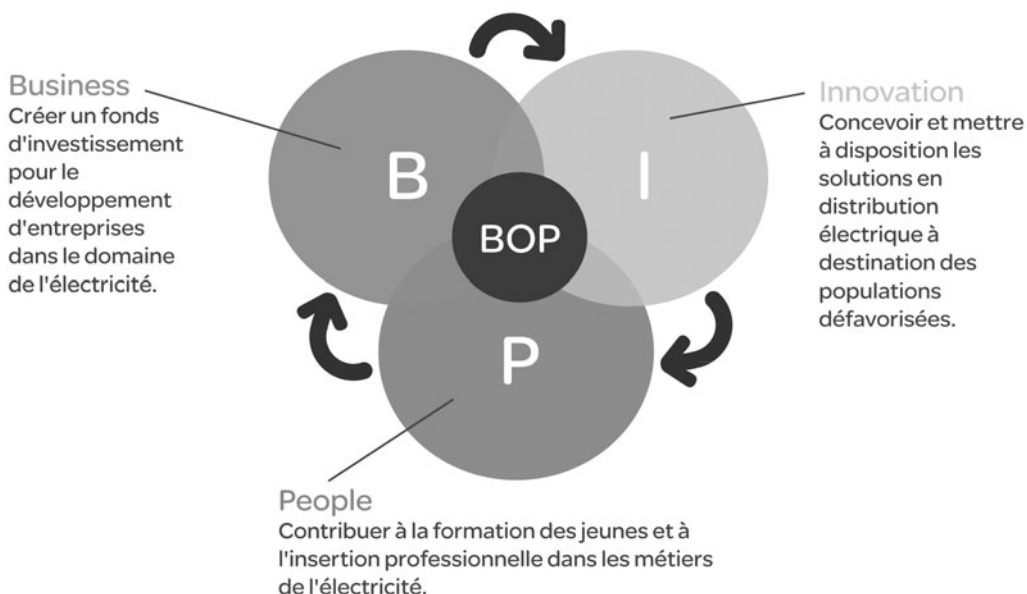 Business
Créer un fonds
d'investissement
pour le
développement
d'entreprises
dans le domaine
de l'électricité.
B
I
BOP
P
Innovation
Concevoir et mettre
à disposition les
solutions en
distribution
électrique à
destination des
populations
défavorisées.
People
Contribuer à la formation des jeunes et à
l'insertion professionnelle dans les métiers
de l'électricité.